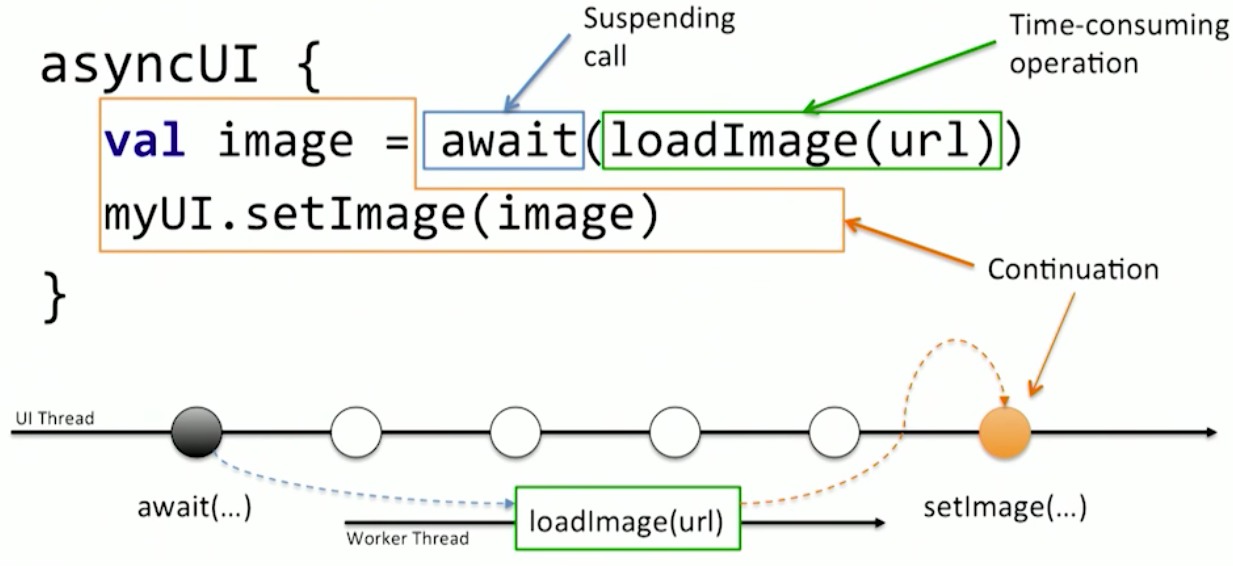 Suspending
call
Time-consuming
operation
asyncUI {
val image = await(loadImage(url))
myUI.setImage(image)
}
Continuation
UI Thread
await(...)
loadImage(url)
setImage(...)
Worker Thread